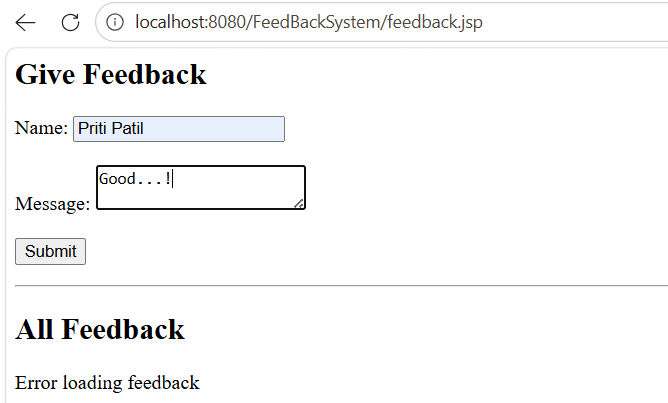 localhost:8080/FeedBackSystem/feedback.jsp
Give Feedback
Name: Priti Patil
Message: Good...!
Submit
All Feedback
Error loading feedback